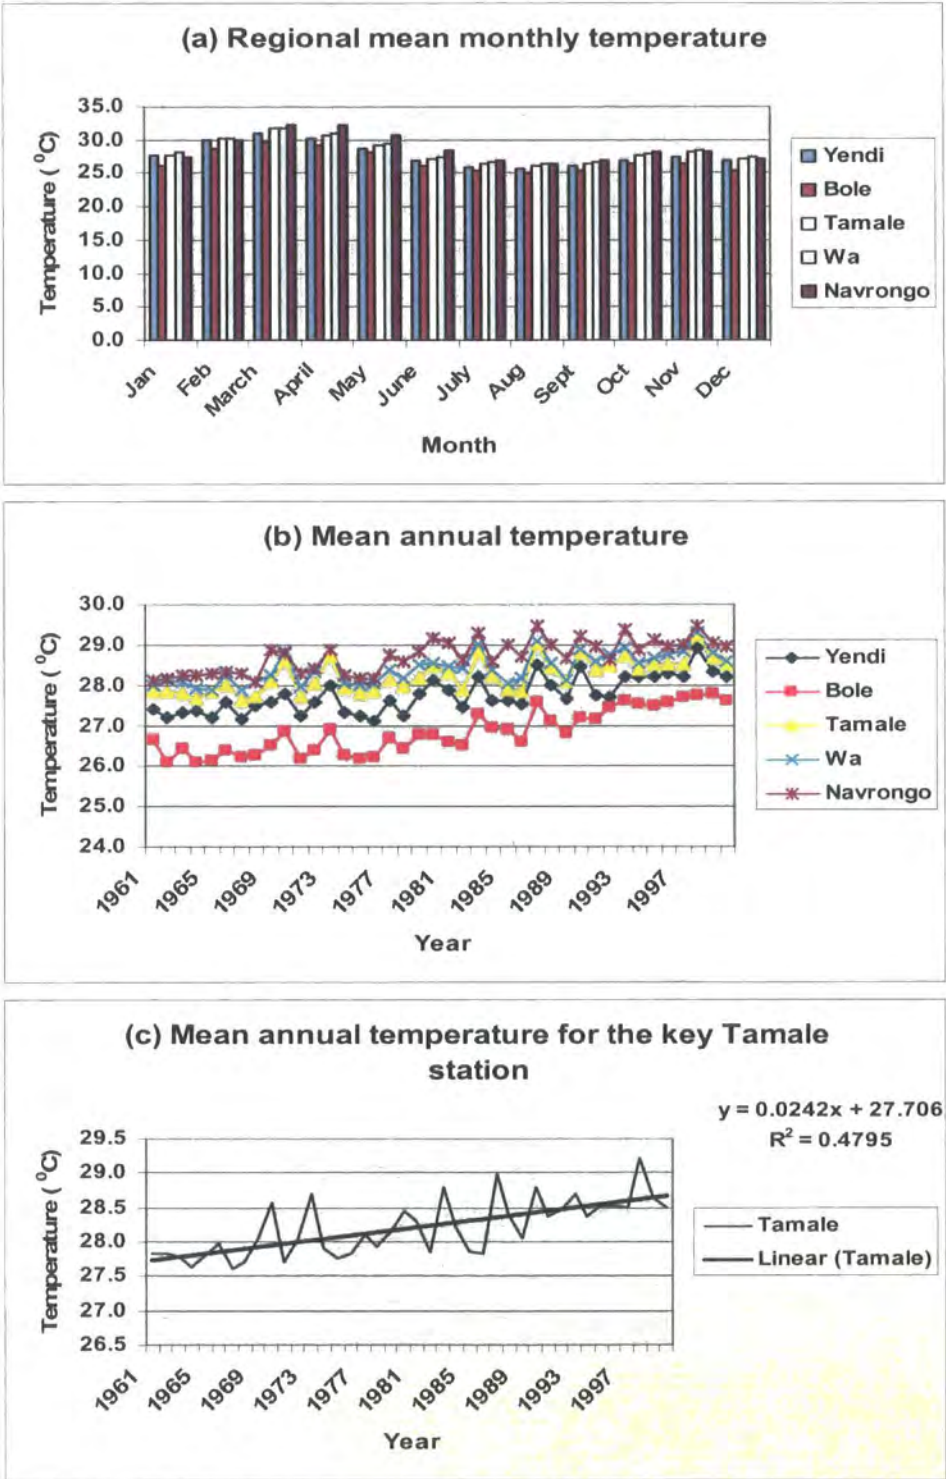 (a) Regional mean monthly temperature
Temperature ( ⁰C)
35.0
30.0
25.0
20.0
15.0
10.0
5.0
0.0
Jan
Feb
March
April
May
June
July
Aug
Sept
Oct
Nov
Dec
Month
Yendi
Bole
Tamale
Wa
Navrongo
(b) Mean annual temperature
Temperature ( ⁰C)
30.0
29.0
28.0
27.0
26.0
25.0
24.0
1961
1965
1969
1973
1977
1981
1985
1989
1993
1997
Year
Yendi
Bole
Tamale
Wa
Navrongo
(c) Mean annual temperature for the key Tamale
station
y = 0.0242x + 27.706
R² = 0.4795
Temperature ( ⁰C)
29.5
29.0
28.5
28.0
27.5
27.0
26.5
1961
1965
1969
1973
1977
1981
1985
1989
1993
1997
Year
Tamale
Linear (Tamale)